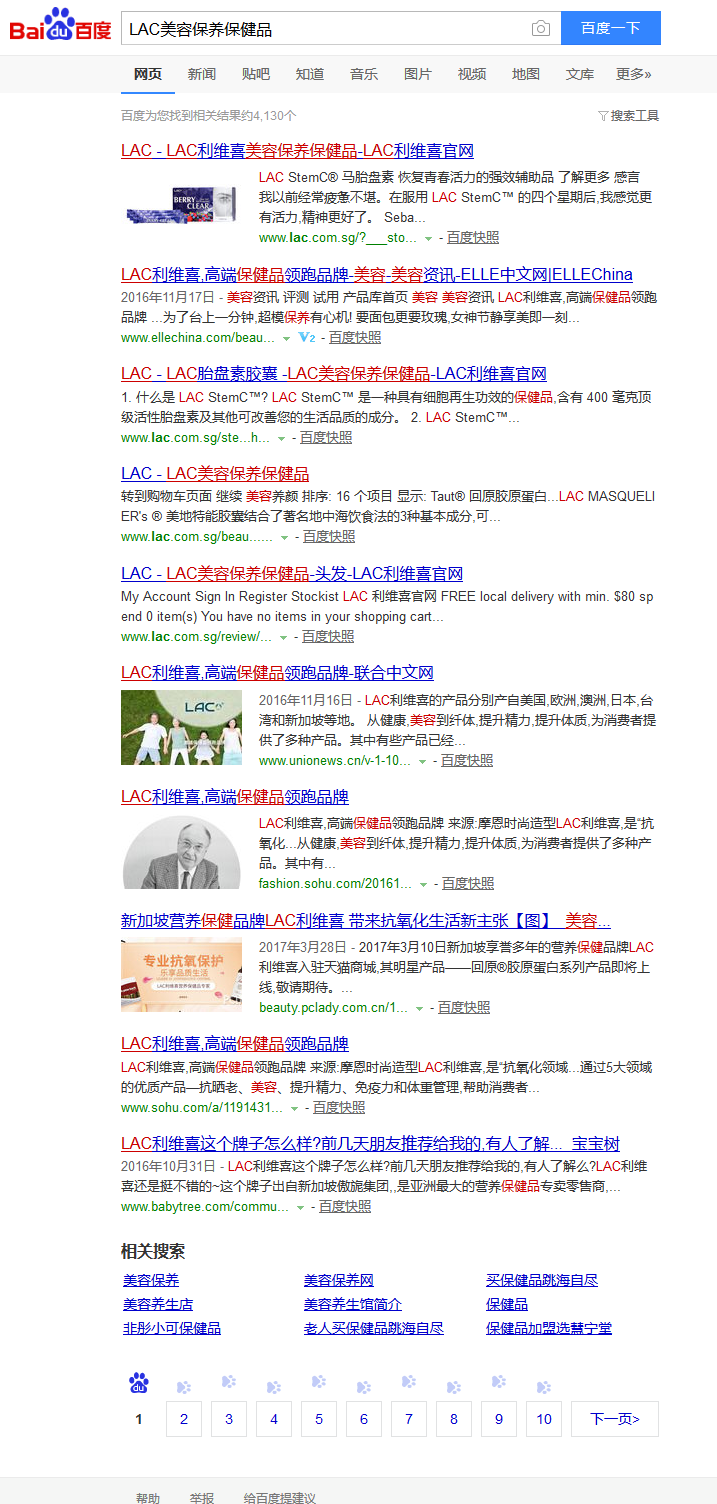 Bai du 百度 LAC美容保养保健品 百度一下
网页 新闻 贴吧 知道 音乐 图片 视频 地图 文库 更多»
百度为您找到相关结果约4,130个 搜索工具
LAC - LAC利维喜美容保养保健品-LAC利维喜官网
LAC StemC® 马胎盘素 恢复青春活力的强效辅助品 了解更多 感言
我以前经常疲惫不堪。在服用 LAC StemC™ 的四个星期后,我感觉更
有活力,精神更好了。 Seba...
BERRY
CLEAR
www.lac.com.sg/?___sto... - 百度快照
LAC利维喜,高端保健品领跑品牌-美容-美容资讯-ELLE中文网|ELLEChina
2016年11月17日 - 美容资讯 评测 试用 产品库首页 美容 美容资讯 LAC利维喜,高端保健品领跑
品牌 ...为了台上一分钟,超模保养有心机! 要面包更要玫瑰,女神节静享美即一刻...
www.ellechina.com/beau... V2 - 百度快照
LAC - LAC胎盘素胶囊 -LAC美容保养保健品-LAC利维喜官网
1. 什么是 LAC StemC™? LAC StemC™ 是一种具有细胞再生功效的保健品,含有 400 毫克顶
级活性胎盘素及其他可改善您的生活品质的成分。 2. LAC StemC™...
www.lac.com.sg/ste...h... - 百度快照
LAC - LAC美容保养保健品
转到购物车页面 继续 美容养颜 排序: 16 个项目 显示: Taut® 回原胶原蛋白...LAC MASQUELI
ER's ® 美地特能胶囊结合了著名地中海饮食法的3种基本成分,可...
www.lac.com.sg/beau...... - 百度快照
LAC - LAC美容保养保健品-头发-LAC利维喜官网
My Account Sign In Register Stockist LAC 利维喜官网 FREE local delivery with min. $80 sp
end 0 item(s) You have no items in your shopping cart...
www.lac.com.sg/review/... - 百度快照
LAC利维喜,高端保健品领跑品牌-联合中文网
LAC
2016年11月16日 - LAC利维喜的产品分别产自美国,欧洲,澳洲,日本,台
湾和新加坡等地。 从健康,美容到纤体,提升精力,提升体质,为消费者提
供了多种产品。其中有些产品已经...
www.unionews.cn/v-1-10... - 百度快照
LAC利维喜,高端保健品领跑品牌
LAC利维喜,高端保健品领跑品牌 来源:摩恩时尚造型LAC利维喜,是“抗
氧化...从健康,美容到纤体,提升精力,提升体质,为消费者提供了多种产
品。其中有...
fashion.sohu.com/20161... - 百度快照
新加坡营养保健品牌LAC利维喜 带来抗氧化生活新主张【图】_美容...
专业抗氧保护
乐享品质生活
LAC利维喜营养保健品专家
2017年3月28日 - 2017年3月10日新加坡享誉多年的营养保健品牌LAC
利维喜入驻天猫商城,其明星产品——回原®胶原蛋白系列产品即将上
线,敬请期待。...
beauty.pclady.com.cn/1... - 百度快照
LAC利维喜,高端保健品领跑品牌
LAC利维喜,高端保健品领跑品牌 来源:摩恩时尚造型LAC利维喜,是“抗氧化领域...通过5大领域
的优质产品—抗晒老、美容、提升精力、免疫力和体重管理,帮助消费者...
www.sohu.com/a/1191431... - 百度快照
LAC利维喜这个牌子怎么样?前几天朋友推荐给我的,有人了解..._宝宝树
2016年10月31日 - LAC利维喜这个牌子怎么样?前几天朋友推荐给我的,有人了解么?LAC利维
喜还是挺不错的~这个牌子出自新加坡傲旎集团,,是亚洲最大的营养保健品专卖零售商,...
www.babytree.com/commu... - 百度快照
相关搜索
美容保养 美容保养网 买保健品跳海自尽
美容养生店 美容养生馆简介 保健品
非彤小可保健品 老人买保健品跳海自尽 保健品加盟选慧宁堂
du
1 2 3 4 5 6 7 8 9 10 下一页>
帮助 举报 给百度提建议